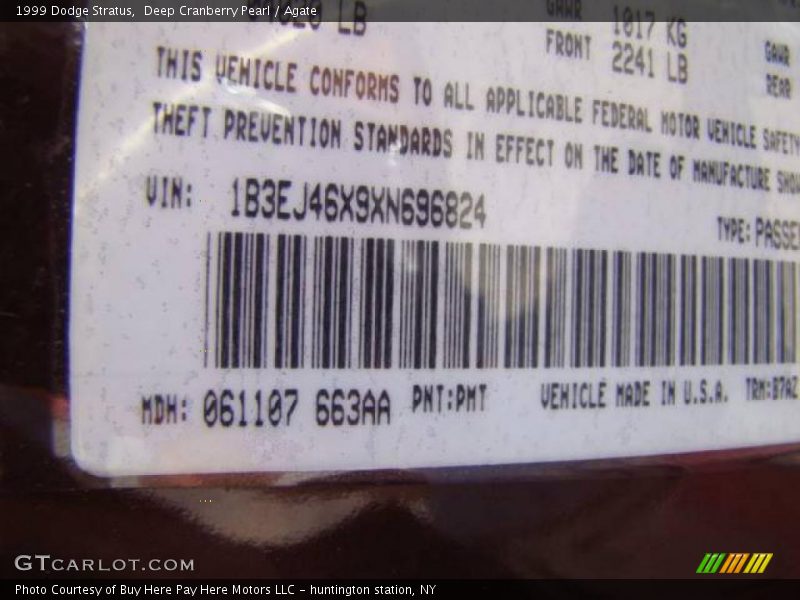 1999 Dodge Stratus, Deep Cranberry Pearl / Agate
LB
GAWR 1017 KG
FRONT 2241 LB GAWR
REAR
THIS VEHICLE CONFORMS TO ALL APPLICABLE FEDERAL MOTOR VEHICLE SAFETY
THEFT PREVENTION STANDARDS IN EFFECT ON THE DATE OF MANUFACTURE
VIN: 1B3EJ46X9XN696824 TYPE: PASSE
MDH: 061107 663AA PNT:PMT VEHICLE MADE IN U.S.A. TRM:B7AZ
GTCARLOT.COM
Photo Courtesy of Buy Here Pay Here Motors LLC - huntington station, NY